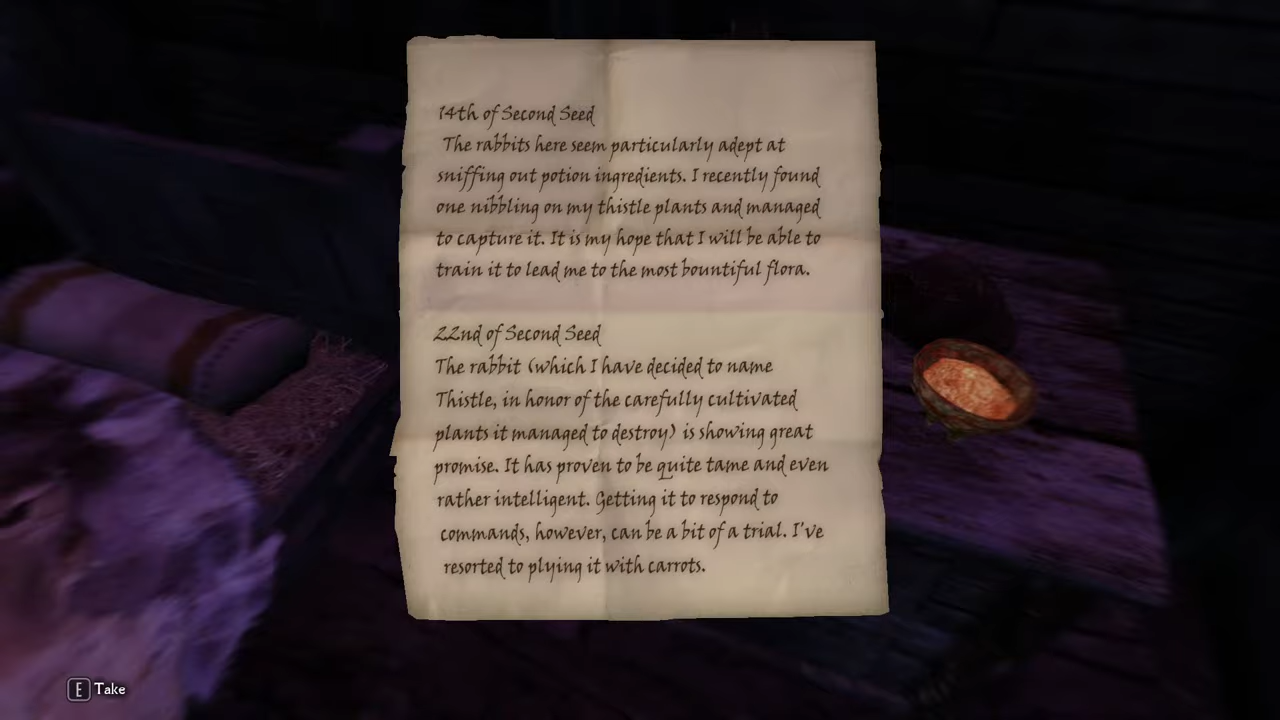 14th of Second Seed
The rabbits here seem particularly adept at
sniffing out potion ingredients. I recently found
one nibbling on my thistle plants and managed
to capture it. It is my hope that I will be able to
train it to lead me to the most bountiful flora.
22nd of Second Seed
The rabbit (which I have decided to name
Thistle, in honor of the carefully cultivated
plants it managed to destroy) is showing great
promise. It has proven to be quite tame and even
rather intelligent. Getting it to respond to
commands, however, can be a bit of a trial. I've
resorted to plying it with carrots.
E Take